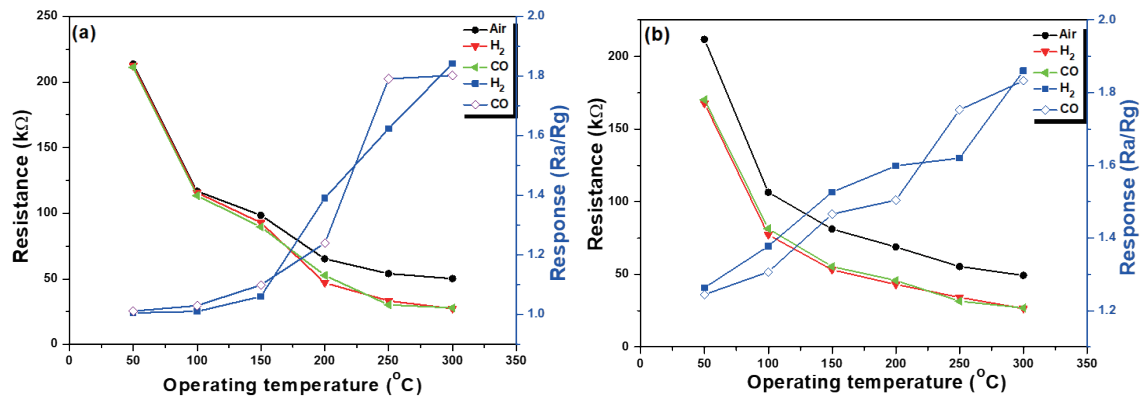 (a)
Air
H2
CO
H2
CO
Resistance (kΩ)
250
200
150
100
50
0
Response (Ra/Rg)
2.0
1.8
1.6
1.4
1.2
1.0
0 50 100 150 200 250 300 350
Operating temperature (°C)
(b)
Air
H2
CO
H2
CO
Resistance (kΩ)
200
150
100
50
0
Response (Ra/Rg)
2.0
1.8
1.6
1.4
1.2
0 50 100 150 200 250 300 350
Operating temperature (°C)